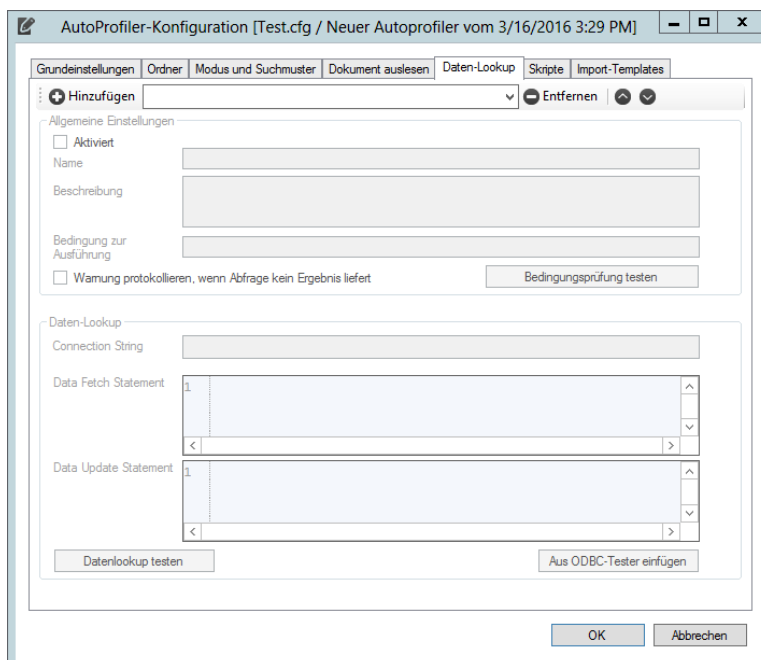 AutoProfiler-Konfiguration [Test.cfg / Neuer Autoprofiler vom 3/16/2016 3:29 PM]
Grundeinstellungen Ordner Modus und Suchmuster Dokument auslesen Daten-Lookup Skripte Import-Templates
Hinzufügen Entfernen
Allgemeine Einstellungen
Aktiviert
Name
Beschreibung
Bedingung zur
Ausführung
Warnung protokollieren, wenn Abfrage kein Ergebnis liefert Bedingungsprüfung testen
Daten-Lookup
Connection String
Data Fetch Statement 1
Data Update Statement 1
Datenlookup testen Aus ODBC-Tester einfügen
OK Abbrechen